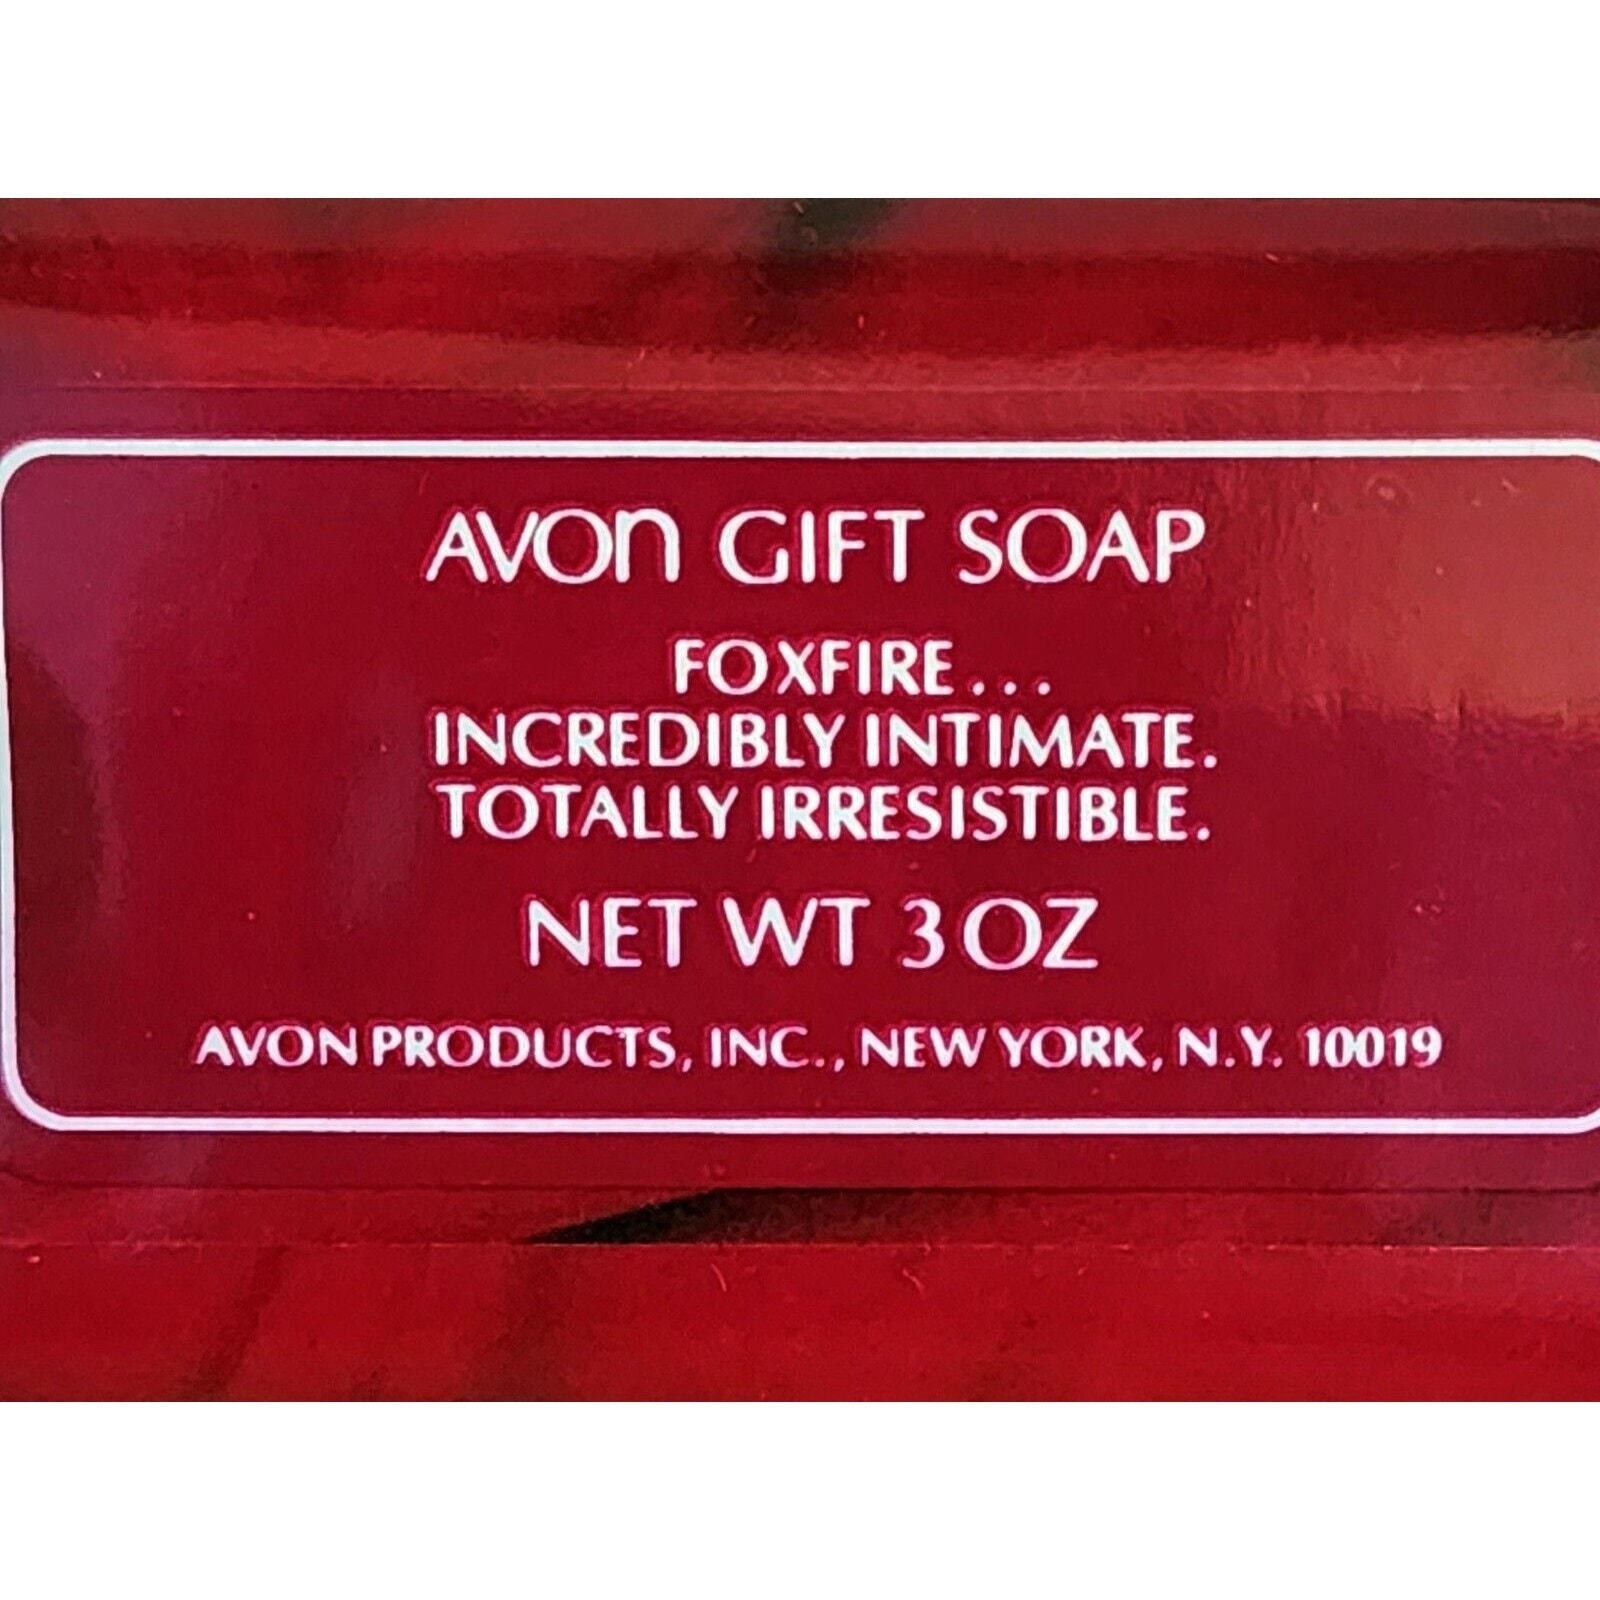 AVON GIFT SOAP
FOXFIRE...
INCREDIBLY INTIMATE.
TOTALLY IRRESISTIBLE.
NET WT 3 OZ
AVON PRODUCTS, INC., NEW YORK, N.Y. 10019